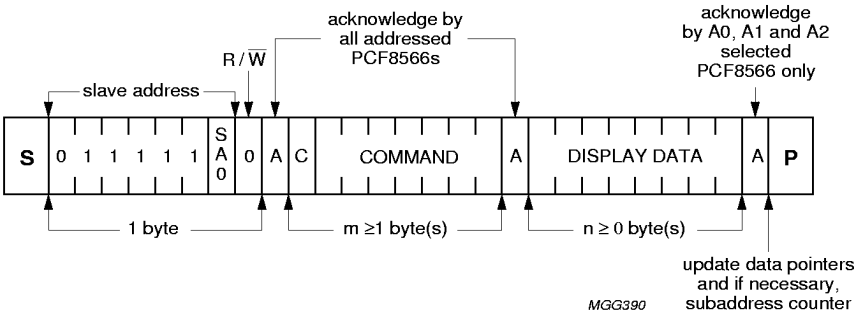 acknowledge by
all addressed
PCF8566s
acknowledge
by A0, A1 and A2
selected
PCF8566 only
R / W
slave address
S 0 1 1 1 1 1 S A 0 0 A C COMMAND A DISPLAY DATA A P
1 byte
m ≥1 byte(s)
n ≥ 0 byte(s)
update data pointers
and if necessary,
subaddress counter
MGG390